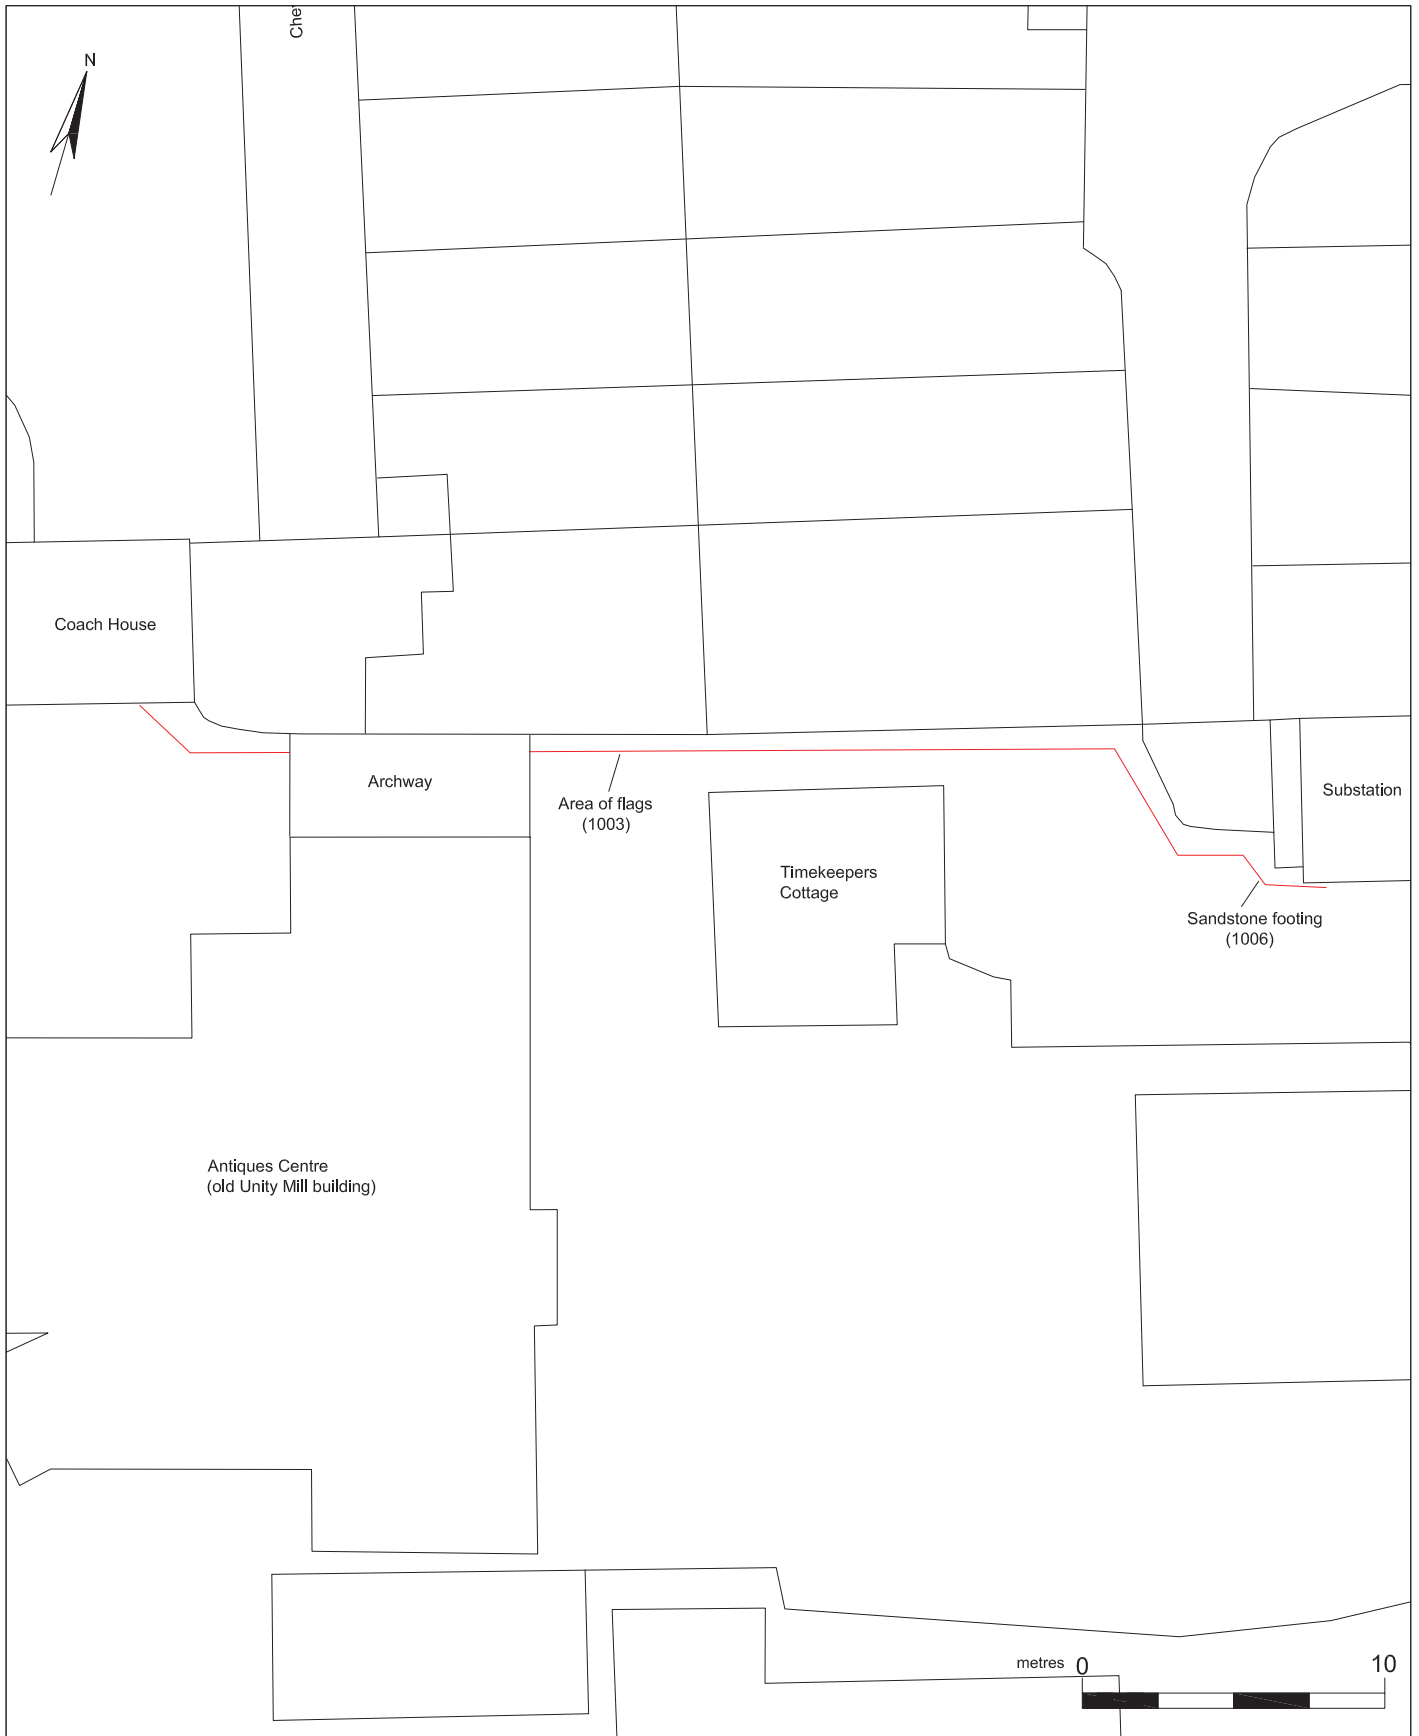 N
Coach House
Archway
Area of flags
(1003)
Timekeepers
Cottage
Substation
Sandstone footing
(1006)
Antiques Centre
(old Unity Mill building)
metres 0 10